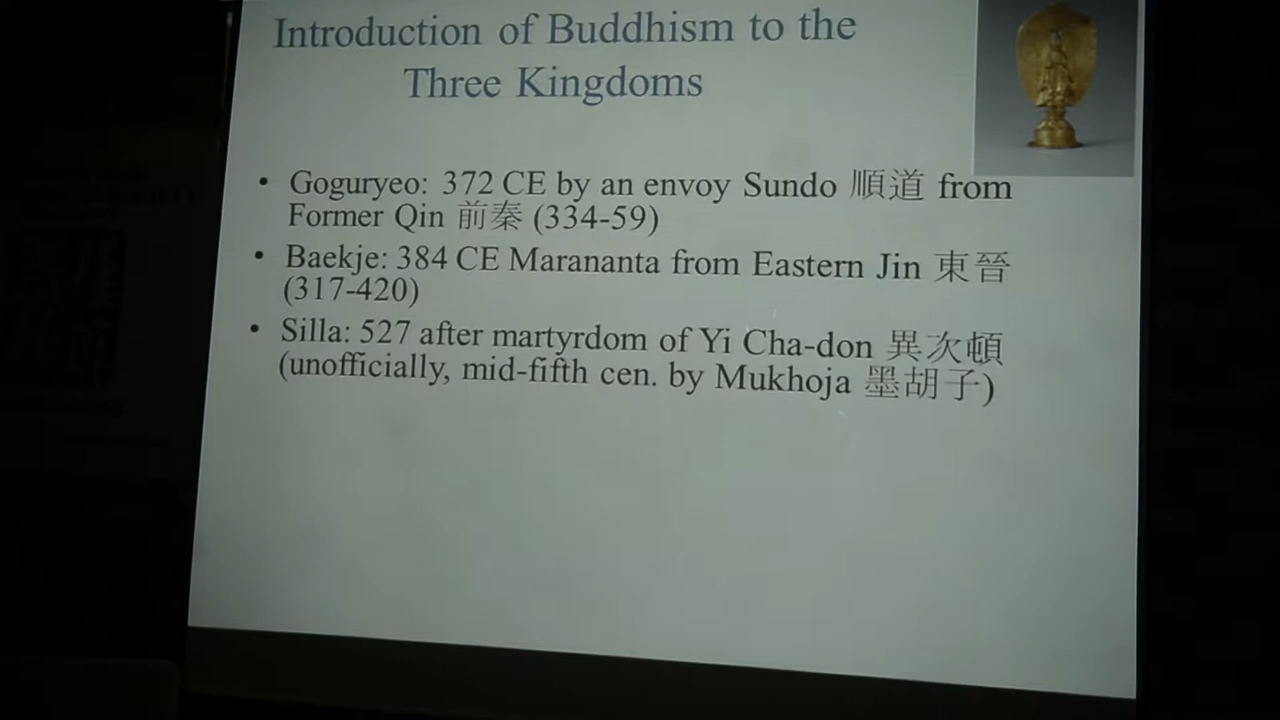 Introduction of Buddhism to the
Three Kingdoms
• Goguryeo: 372 CE by an envoy Sundo 順道 from
Former Qin 前秦 (334-59)
• Baekje: 384 CE Marananta from Eastern Jin 東晉
(317-420)
• Silla: 527 after martyrdom of Yi Cha-don 異次頓
(unofficially, mid-fifth cen. by Mukhoja 墨胡子)